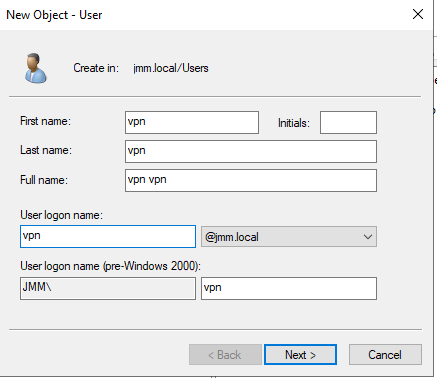 New Object - User
Create in: jmm.local/Users
First name: vpn Initials:
Last name: vpn
Full name: vpn vpn
User logon name:
vpn @jmm.local
User logon name (pre-Windows 2000):
JMM\ vpn
< Back Next > Cancel